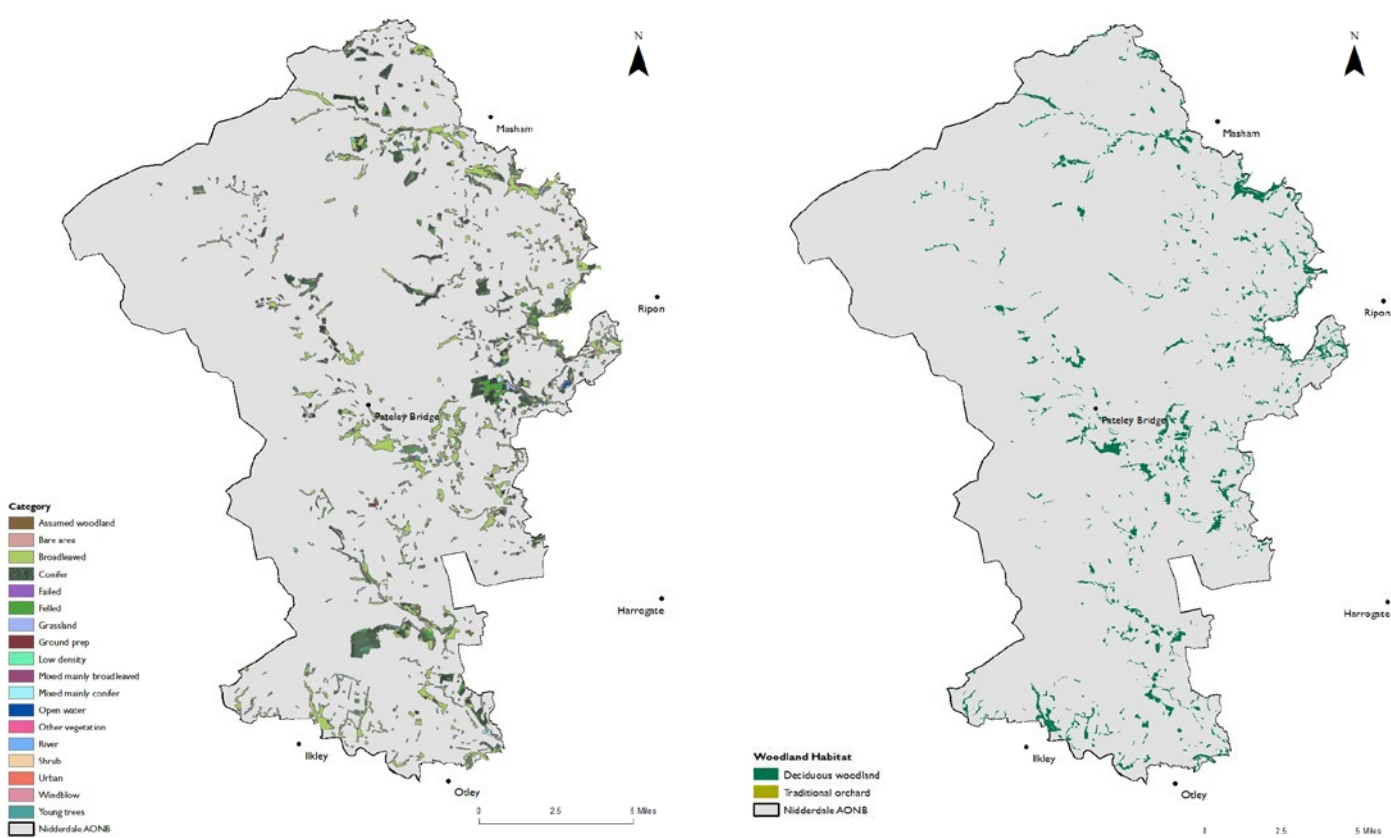 N
Masham
Ripon
Pateley Bridge
Harrogate
Ilkley
Otley
Category
Assumed woodland
Bare area
Broadleaved
Conifer
Failed
Felled
Grassland
Ground prep
Low density
Mixed mainly broadleaved
Mixed mainly conifer
Open water
Other vegetation
River
Shrub
Urban
Windblow
Young trees
Nidderdale AONB
0 2.5 5 Miles
N
Masham
Ripon
Pateley Bridge
Harrogate
Ilkley
Otley
Woodland Habitat
Deciduous woodland
Traditional orchard
Nidderdale AONB
0 2.5 5 Miles